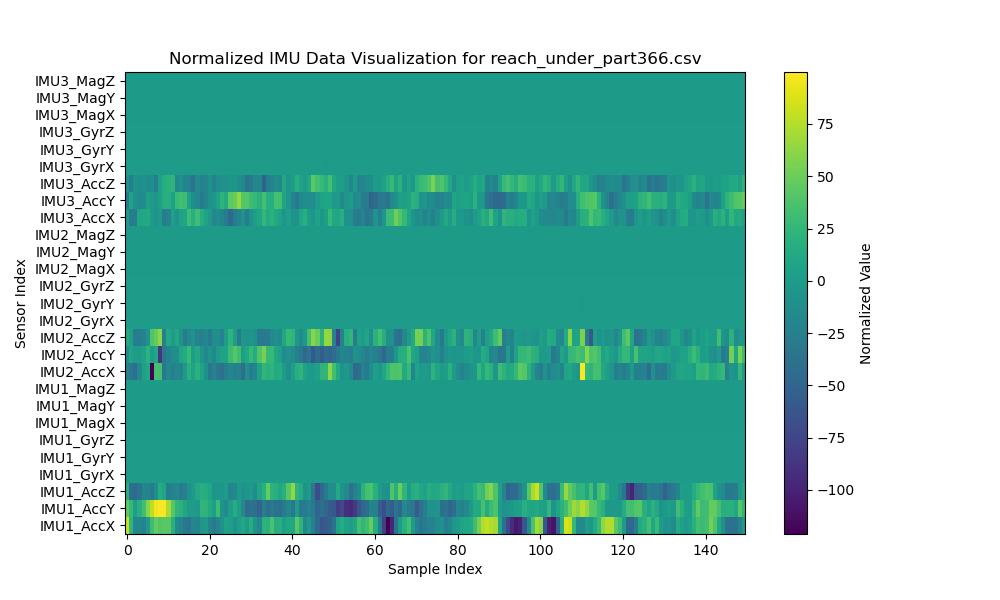 Normalized IMU Data Visualization for reach_under_part366.csv
IMU3_MagZ
IMU3_MagY
IMU3_MagX
IMU3_GyrZ
IMU3_GyrY
IMU3_GyrX
IMU3_AccZ
IMU3_AccY
IMU3_AccX
IMU2_MagZ
IMU2_MagY
IMU2_MagX
IMU2_GyrZ
IMU2_GyrY
IMU2_GyrX
IMU2_AccZ
IMU2_AccY
IMU2_AccX
IMU1_MagZ
IMU1_MagY
IMU1_MagX
IMU1_GyrZ
IMU1_GyrY
IMU1_GyrX
IMU1_AccZ
IMU1_AccY
IMU1_AccX
Sensor Index
0 20 40 60 80 100 120 140
Sample Index
75
50
25
0
−25
−50
−75
−100
Normalized Value